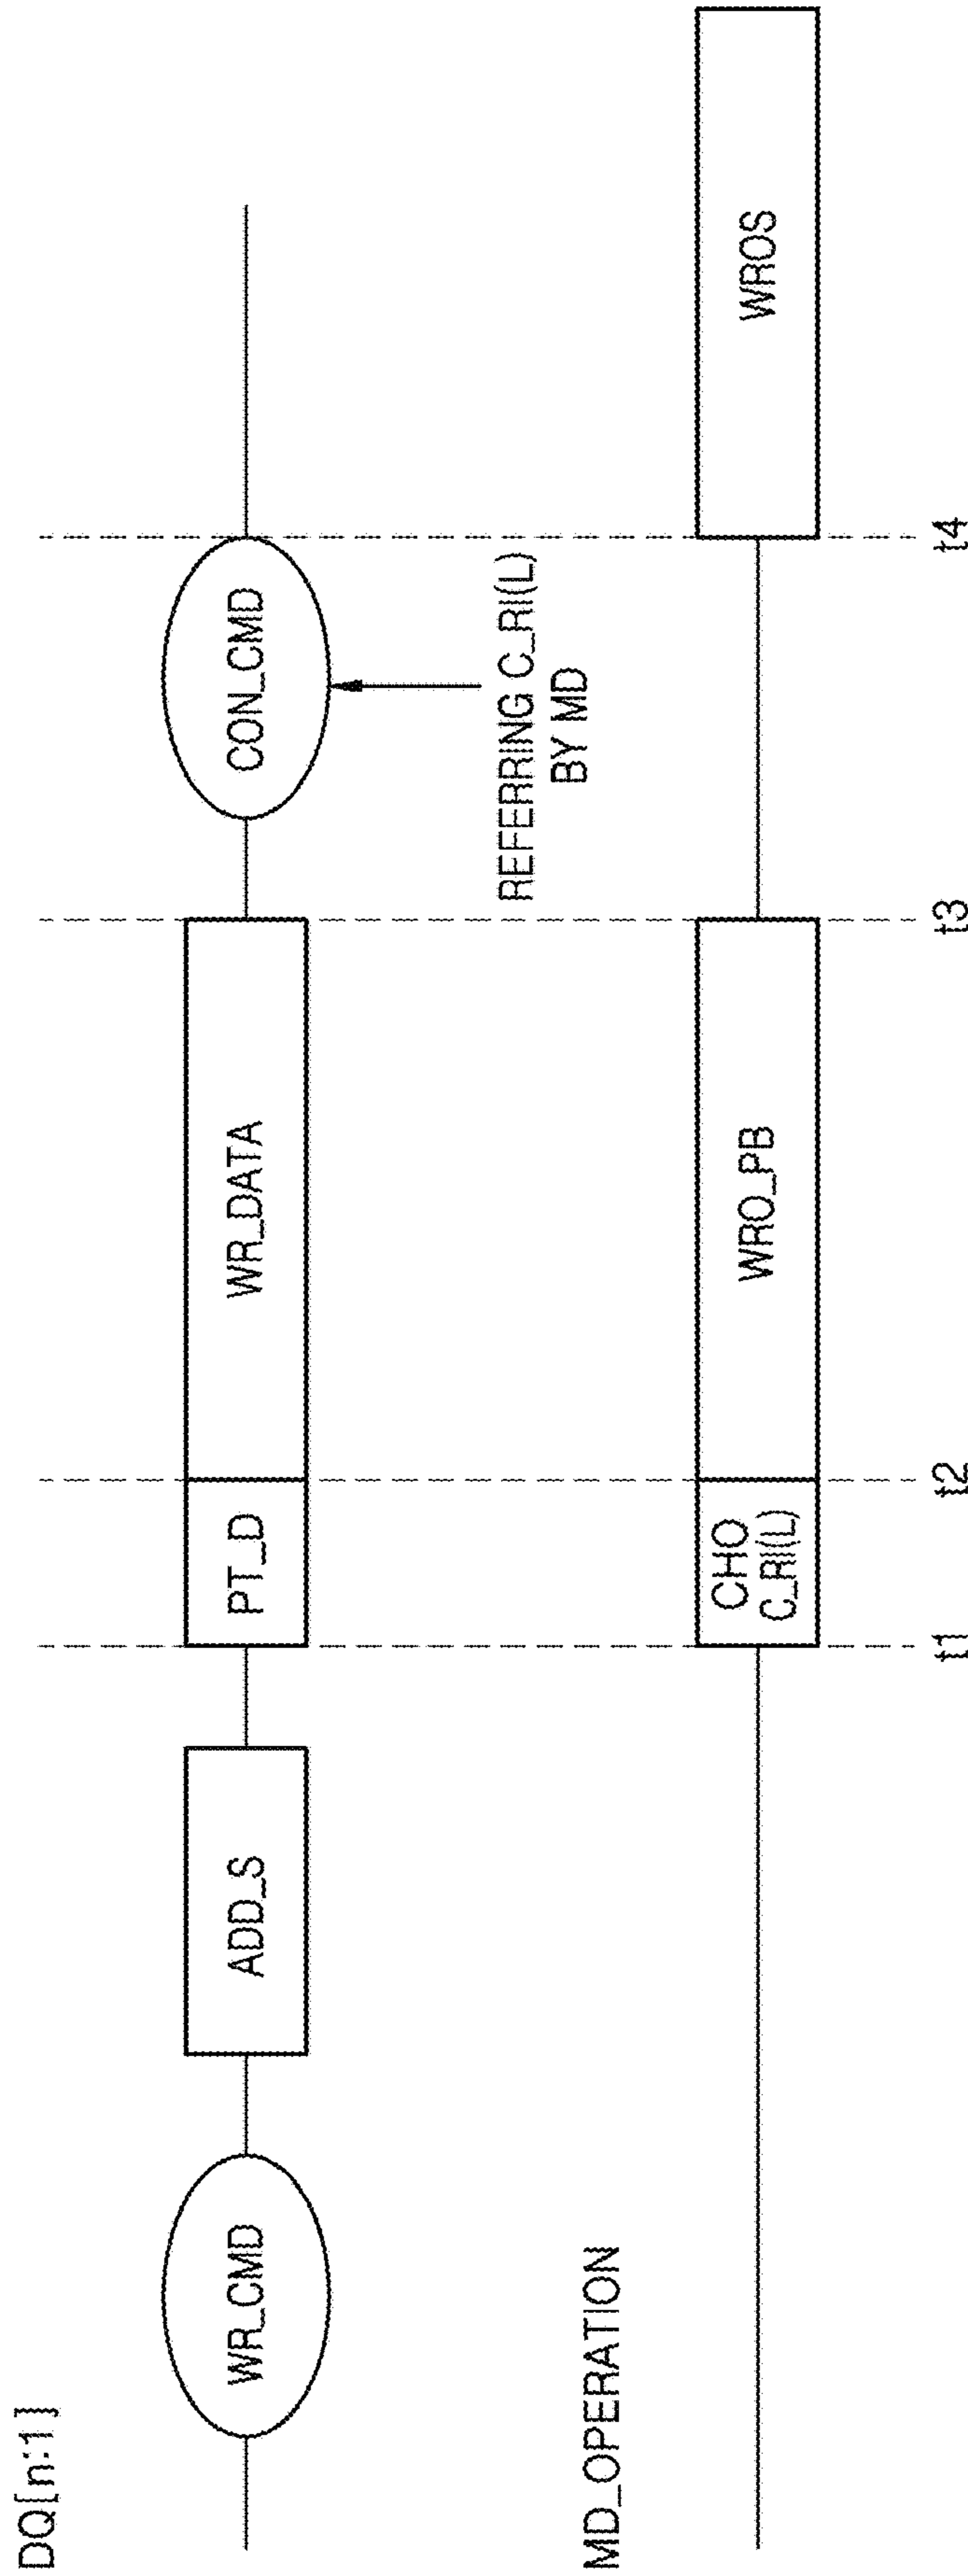 DQ[n:1]
WR_CMD
ADD_S
PT_D
WR_DATA
CON_CMD
REFERRING C_RI(L)
BY MD
MD_OPERATION
CHO
C_RI(L)
WRO_PB
WROS
t1
t2
t3
t4